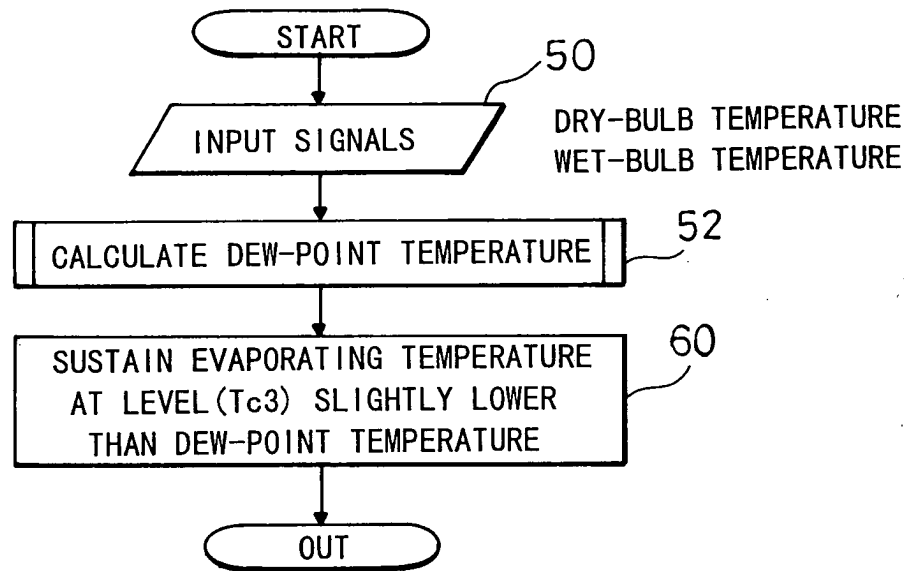 START
50
INPUT SIGNALS
DRY-BULB TEMPERATURE
WET-BULB TEMPERATURE
CALCULATE DEW-POINT TEMPERATURE
52
SUSTAIN EVAPORATING TEMPERATURE
AT LEVEL(Tc3) SLIGHTLY LOWER
THAN DEW-POINT TEMPERATURE
60
OUT